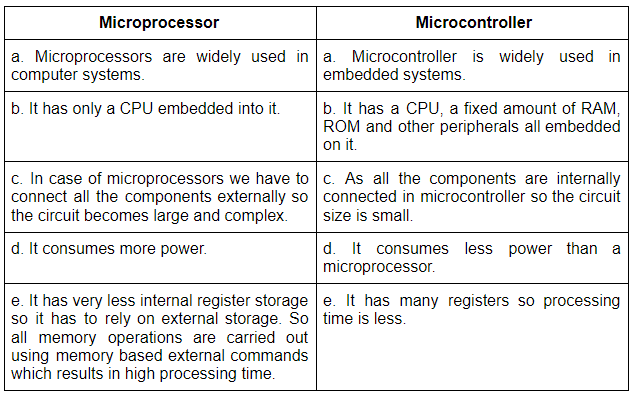 Microprocessor
Microcontroller
a. Microprocessors are widely used in
computer systems.
a. Microcontroller is widely used in
embedded systems.
b. It has only a CPU embedded into it.
b. It has a CPU, a fixed amount of RAM,
ROM and other peripherals all embedded
on it.
c. In case of microprocessors we have to
connect all the components externally so
the circuit becomes large and complex.
c. As all the components are internally
connected in microcontroller so the circuit
size is small.
d. It consumes more power.
d. It consumes less power than a
microprocessor.
e. It has very less internal register storage
so it has to rely on external storage. So
all memory operations are carried out
using memory based external commands
which results in high processing time.
e. It has many registers so processing
time is less.